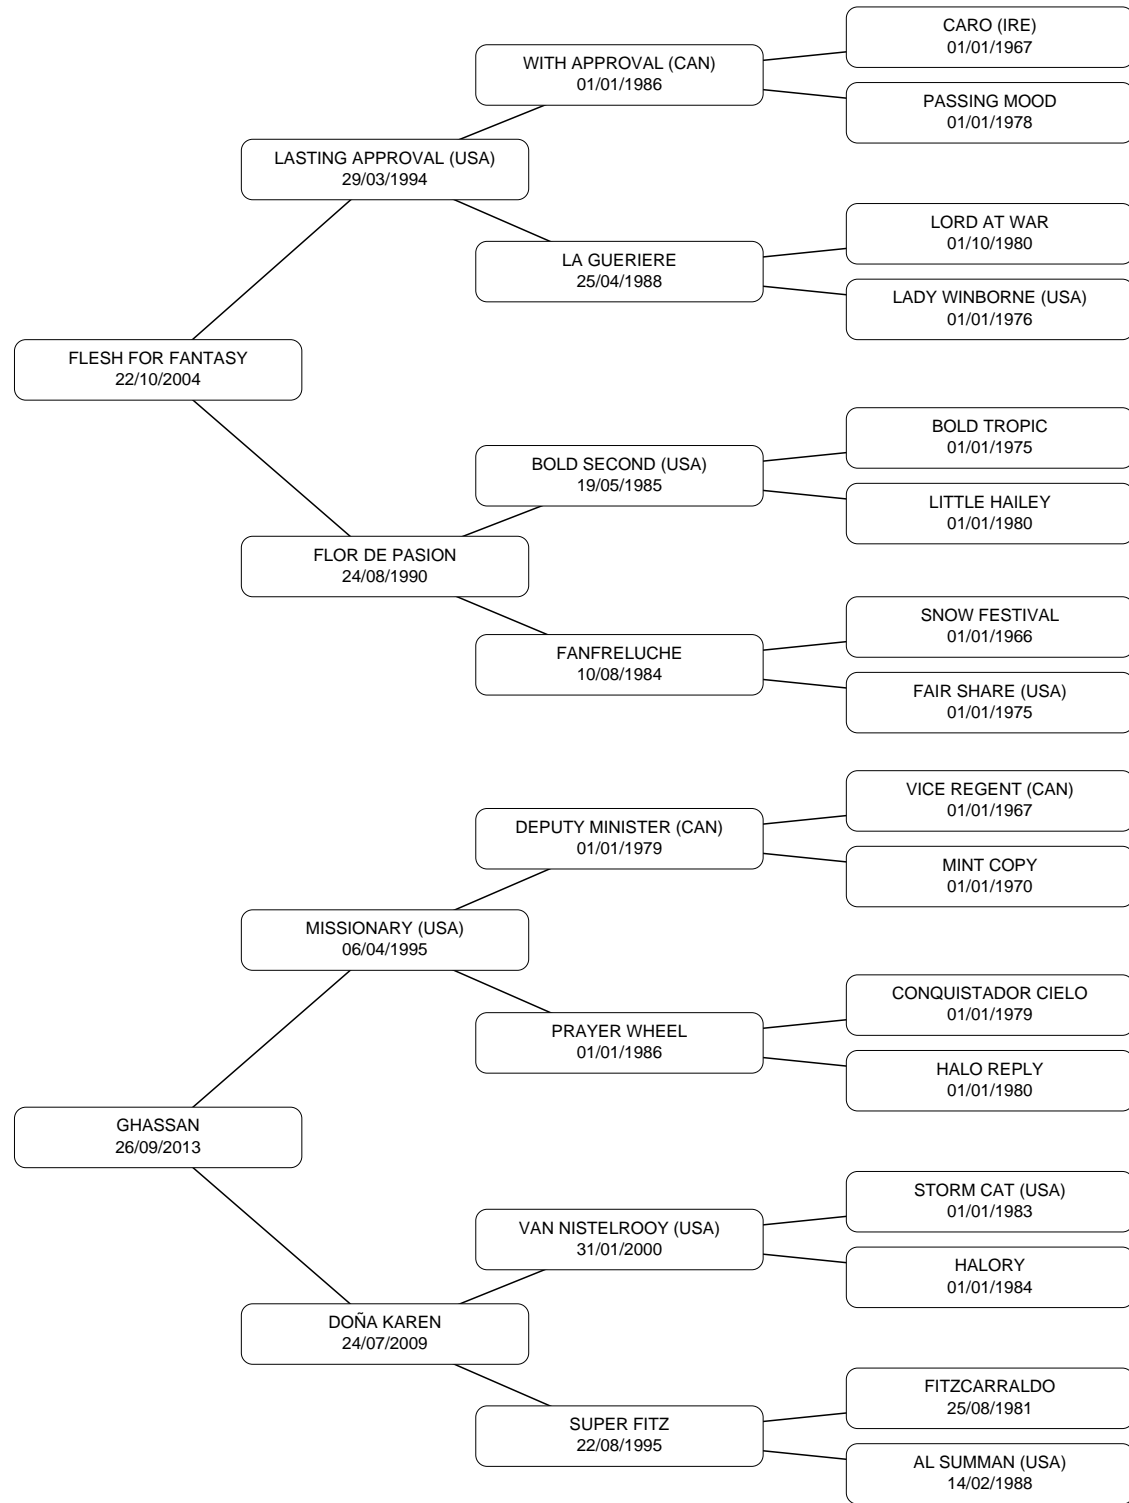 CARO (IRE)
01/01/1967
WITH APPROVAL (CAN)
01/01/1986
PASSING MOOD
01/01/1978
LASTING APPROVAL (USA)
29/03/1994
LORD AT WAR
01/10/1980
LA GUERIERE
25/04/1988
LADY WINBORNE (USA)
01/01/1976
FLESH FOR FANTASY
22/10/2004
BOLD TROPIC
01/01/1975
BOLD SECOND (USA)
19/05/1985
LITTLE HAILEY
01/01/1980
FLOR DE PASION
24/08/1990
SNOW FESTIVAL
01/01/1966
FANFRELUCHE
10/08/1984
FAIR SHARE (USA)
01/01/1975
VICE REGENT (CAN)
01/01/1967
DEPUTY MINISTER (CAN)
01/01/1979
MINT COPY
01/01/1970
MISSIONARY (USA)
06/04/1995
CONQUISTADOR CIELO
01/01/1979
PRAYER WHEEL
01/01/1986
HALO REPLY
01/01/1980
GHASSAN
26/09/2013
STORM CAT (USA)
01/01/1983
VAN NISTELROOY (USA)
31/01/2000
HALORY
01/01/1984
DOÑA KAREN
24/07/2009
FITZCARRALDO
25/08/1981
SUPER FITZ
22/08/1995
AL SUMMAN (USA)
14/02/1988